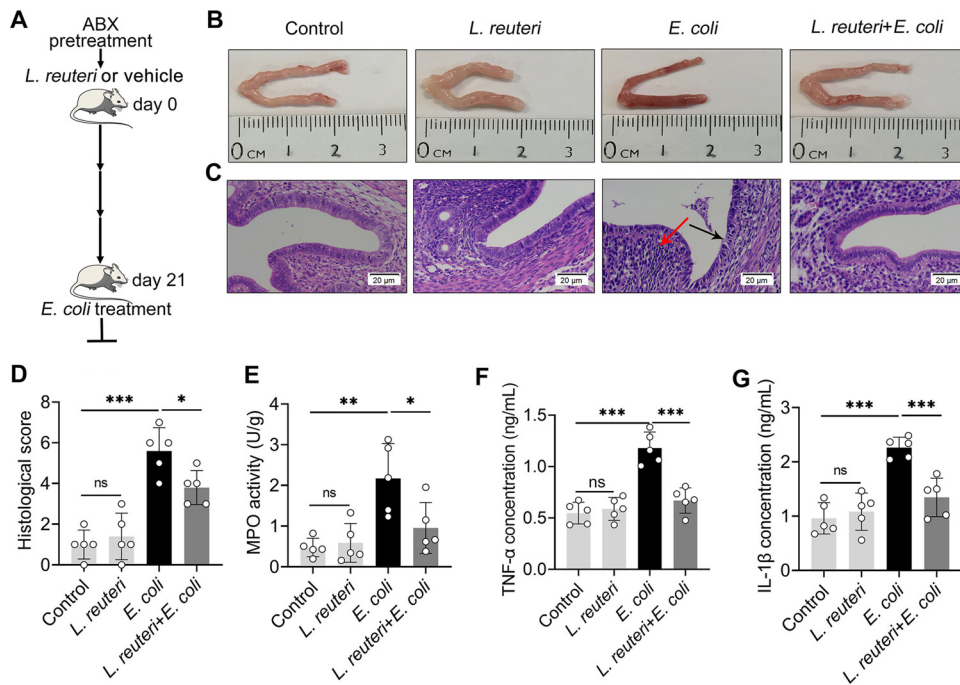 A
ABX
pretreatment
L. reuteri or vehicle
day 0
day 21
E. coli treatment
B
Control
L. reuteri
E. coli
L. reuteri+E. coli
0 CM 1 2 3
0 CM 1 2 3
0 CM 1 2 3
0 CM 1 2 3
C
20 μm
20 μm
20 μm
20 μm
D
Histological score
8
6
4
2
0
***
*
ns
Control
L. reuteri
E. coli
L. reuteri+E. coli
E
MPO activity (U/g)
4
3
2
1
0
**
*
ns
Control
L. reuteri
E. coli
L. reuteri+E. coli
F
TNF-α concentration (ng/mL)
1.5
1.0
0.5
0.0
***
***
ns
Control
L. reuteri
E. coli
L. reuteri+E. coli
G
IL-1β concentration (ng/mL)
3
2
1
0
***
***
ns
Control
L. reuteri
E. coli
L. reuteri+E. coli